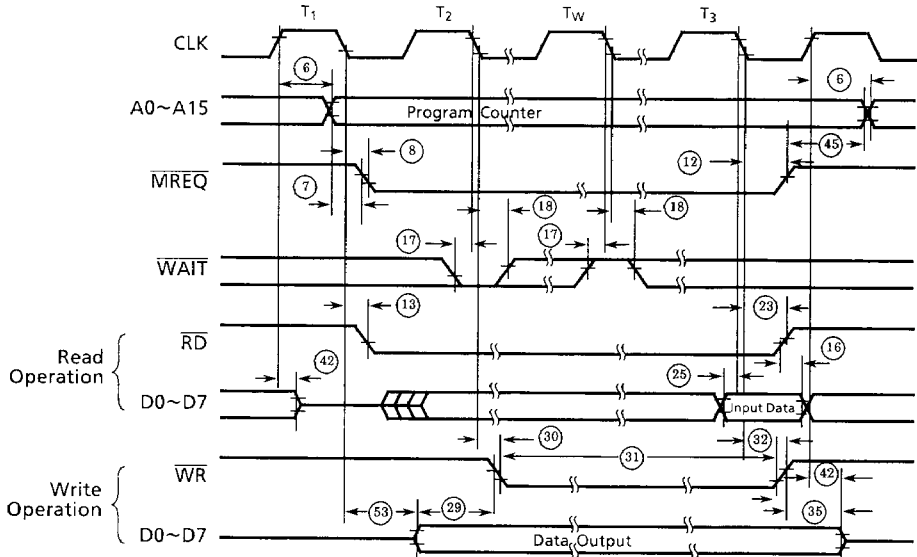 T1 T2 TW T3
CLK
6 6
A0~A15 Program Counter
8 12 45
MREQ
7 18 18
17 17
WAIT
13 23
RD
Read Operation
42 16
25
D0~D7 Input Data
30 31 32
WR
42
Write Operation
53 29 35
D0~D7 Data Output